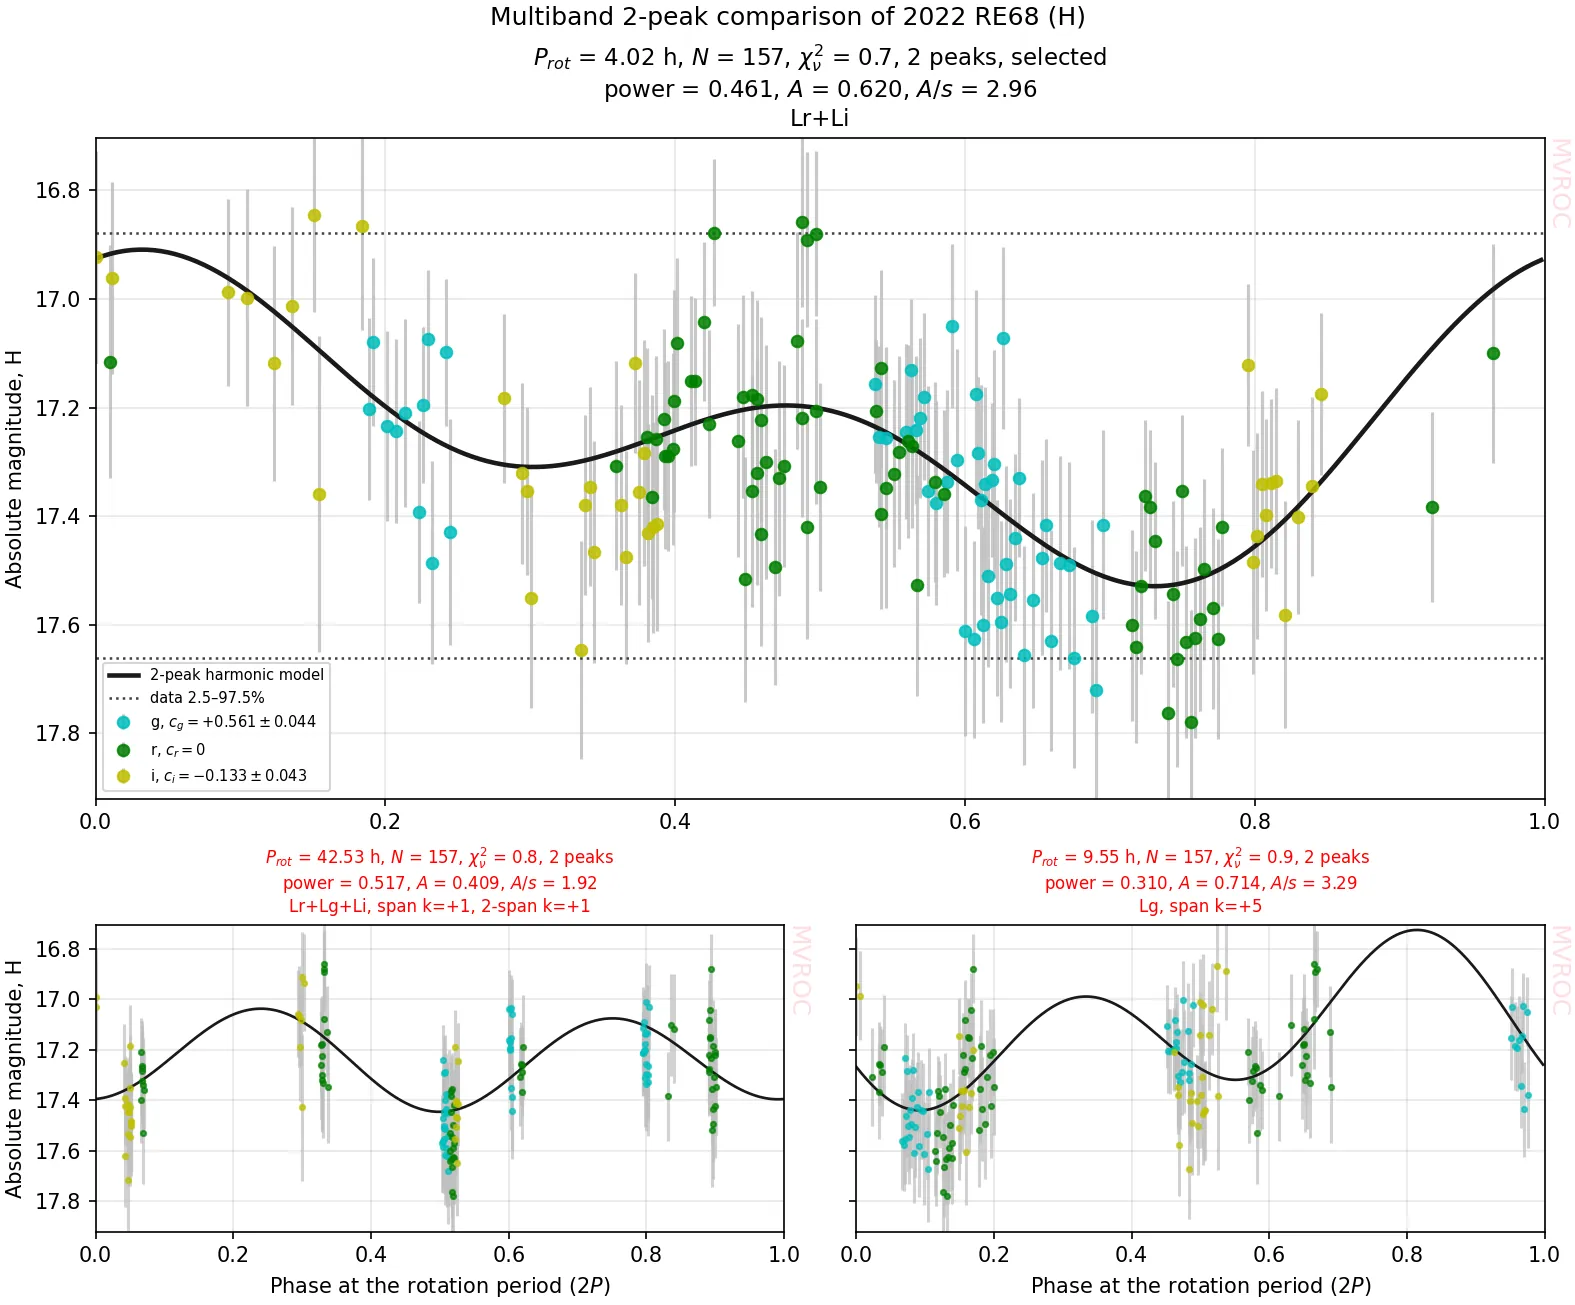 Multiband 2-peak comparison of 2022 RE68 (H)
P_rot = 4.02 h, N = 157, χ²_ν = 0.7, 2 peaks, selected
power = 0.461, A = 0.620, A/s = 2.96
Lr+Li
MVROC
Absolute magnitude, H
16.8
17.0
17.2
17.4
17.6
17.8
2-peak harmonic model
data 2.5–97.5%
g, c_g = +0.561 ± 0.044
r, c_r = 0
i, c_i = −0.133 ± 0.043
0.0 0.2 0.4 0.6 0.8 1.0
P_rot = 42.53 h, N = 157, χ²_ν = 0.8, 2 peaks
power = 0.517, A = 0.409, A/s = 1.92
Lr+Lg+Li, span k=+1, 2-span k=+1
MVROC
Absolute magnitude, H
16.8
17.0
17.2
17.4
17.6
17.8
0.0 0.2 0.4 0.6 0.8 1.0
Phase at the rotation period (2P)
P_rot = 9.55 h, N = 157, χ²_ν = 0.9, 2 peaks
power = 0.310, A = 0.714, A/s = 3.29
Lg, span k=+5
MVROC
0.0 0.2 0.4 0.6 0.8 1.0
Phase at the rotation period (2P)